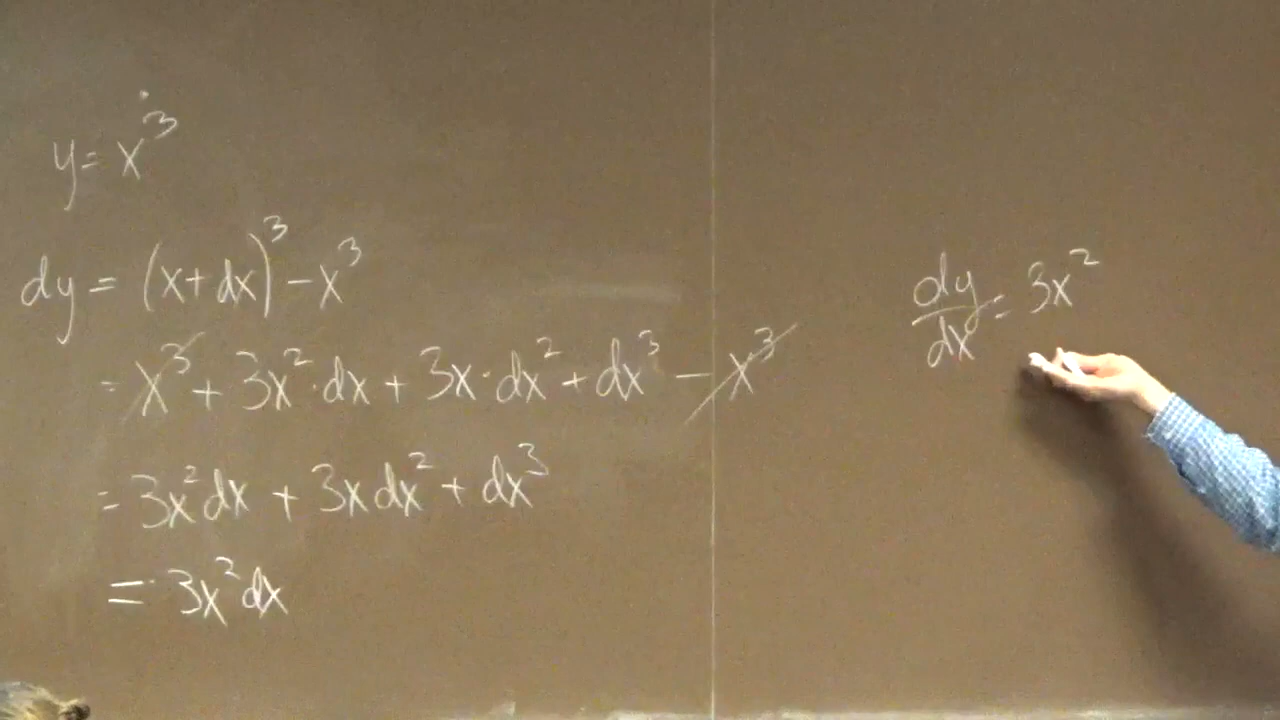 y = x³
dy = (x + dx)³ − x³
= x³ + 3x² · dx + 3x · dx² + dx³ − x³
= 3x²dx + 3x dx² + dx³
= 3x²dx
dy/dx = 3x²